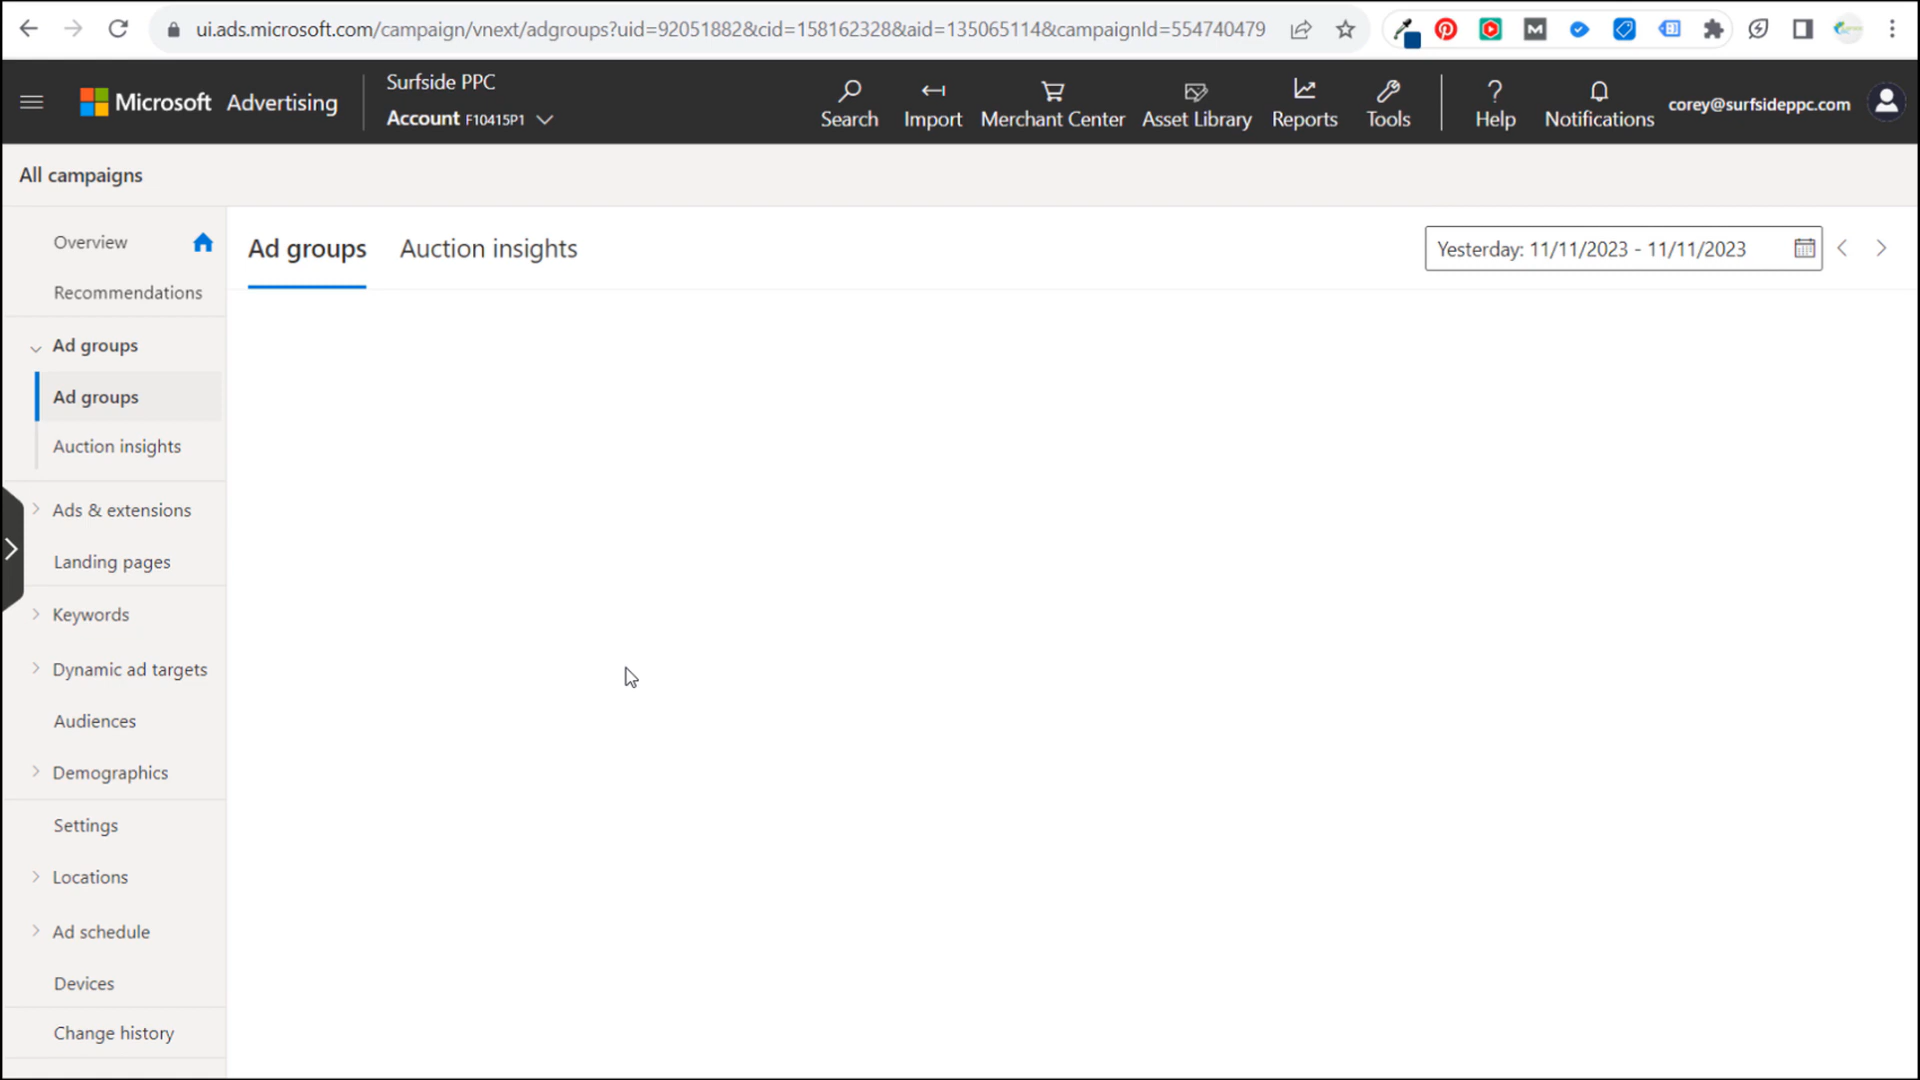 ui.ads.microsoft.com/campaign/vnext/adgroups?uid=92051882&cid=158162328&aid=135065114&campaignId=554740479
Microsoft Advertising
Surfside PPC
Account F10415P1
Search
Import
Merchant Center
Asset Library
Reports
Tools
Help
Notifications
corey@surfsideppc.com
All campaigns
Overview
Recommendations
Ad groups
Ad groups
Auction insights
Ads & extensions
Landing pages
Keywords
Dynamic ad targets
Audiences
Demographics
Settings
Locations
Ad schedule
Devices
Change history
Ad groups
Auction insights
Yesterday: 11/11/2023 - 11/11/2023